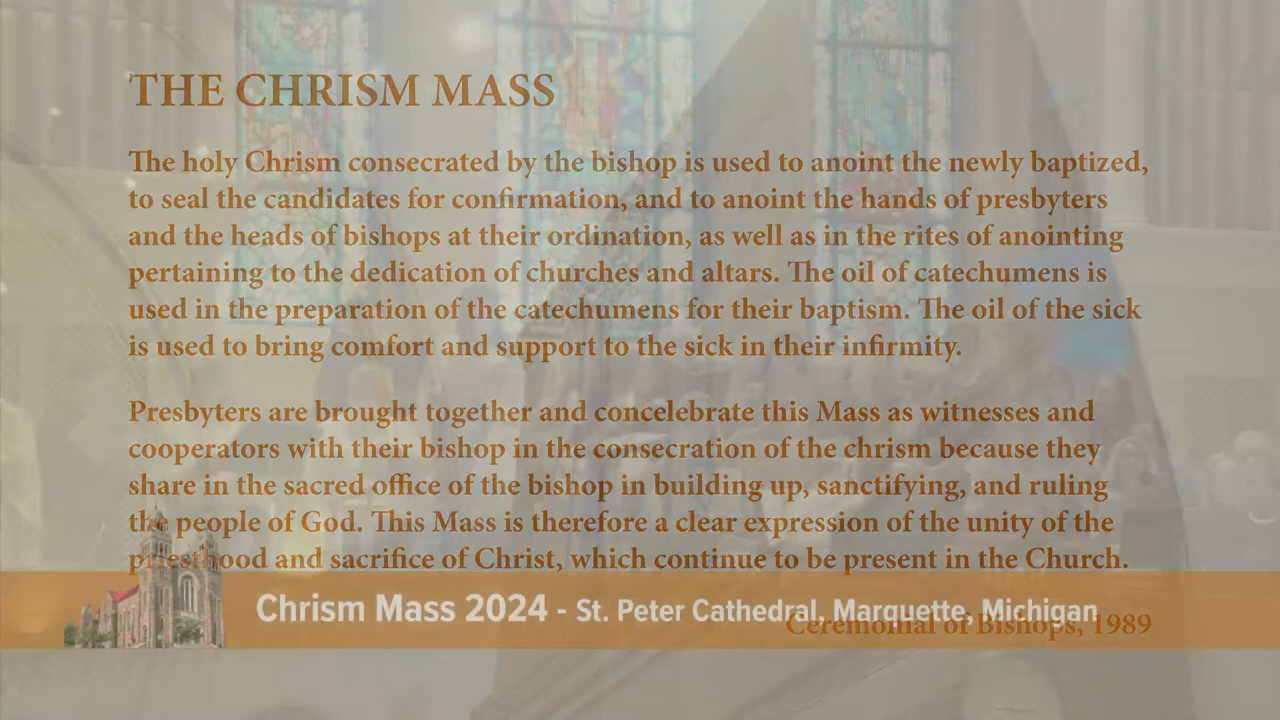 THE CHRISM MASS
The holy Chrism consecrated by the bishop is used to anoint the newly baptized,
to seal the candidates for confirmation, and to anoint the hands of presbyters
and the heads of bishops at their ordination, as well as in the rites of anointing
pertaining to the dedication of churches and altars. The oil of catechumens is
used in the preparation of the catechumens for their baptism. The oil of the sick
is used to bring comfort and support to the sick in their infirmity.
Presbyters are brought together and concelebrate this Mass as witnesses and
cooperators with their bishop in the consecration of the chrism because they
share in the sacred office of the bishop in building up, sanctifying, and ruling
the people of God. This Mass is therefore a clear expression of the unity of the
priesthood and sacrifice of Christ, which continue to be present in the Church.
Chrism Mass 2024 - St. Peter Cathedral, Marquette, Michigan
Ceremonial of Bishops, 1989